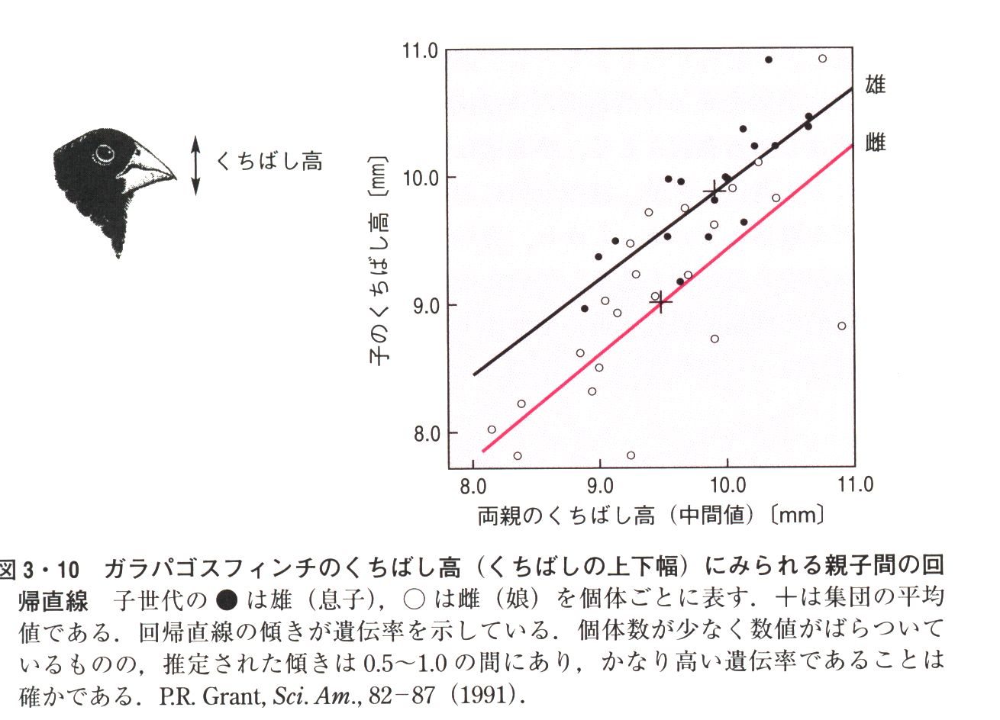 11.0
10.0
9.0
8.0
子のくちばし高〔mm〕
くちばし高
雄
雌
8.0 9.0 10.0 11.0
両親のくちばし高（中間値）〔mm〕
図 3・10 ガラパゴスフィンチのくちばし高（くちばしの上下幅）にみられる親子間の回
帰直線 子世代の ● は雄（息子），○ は雌（娘）を個体ごとに表す．＋は集団の平均
値である．回帰直線の傾きが遺伝率を示している．個体数が少なく数値がばらついて
いるものの，推定された傾きは 0.5〜1.0 の間にあり，かなり高い遺伝率であることは
確かである．P.R. Grant, Sci. Am., 82−87（1991）.